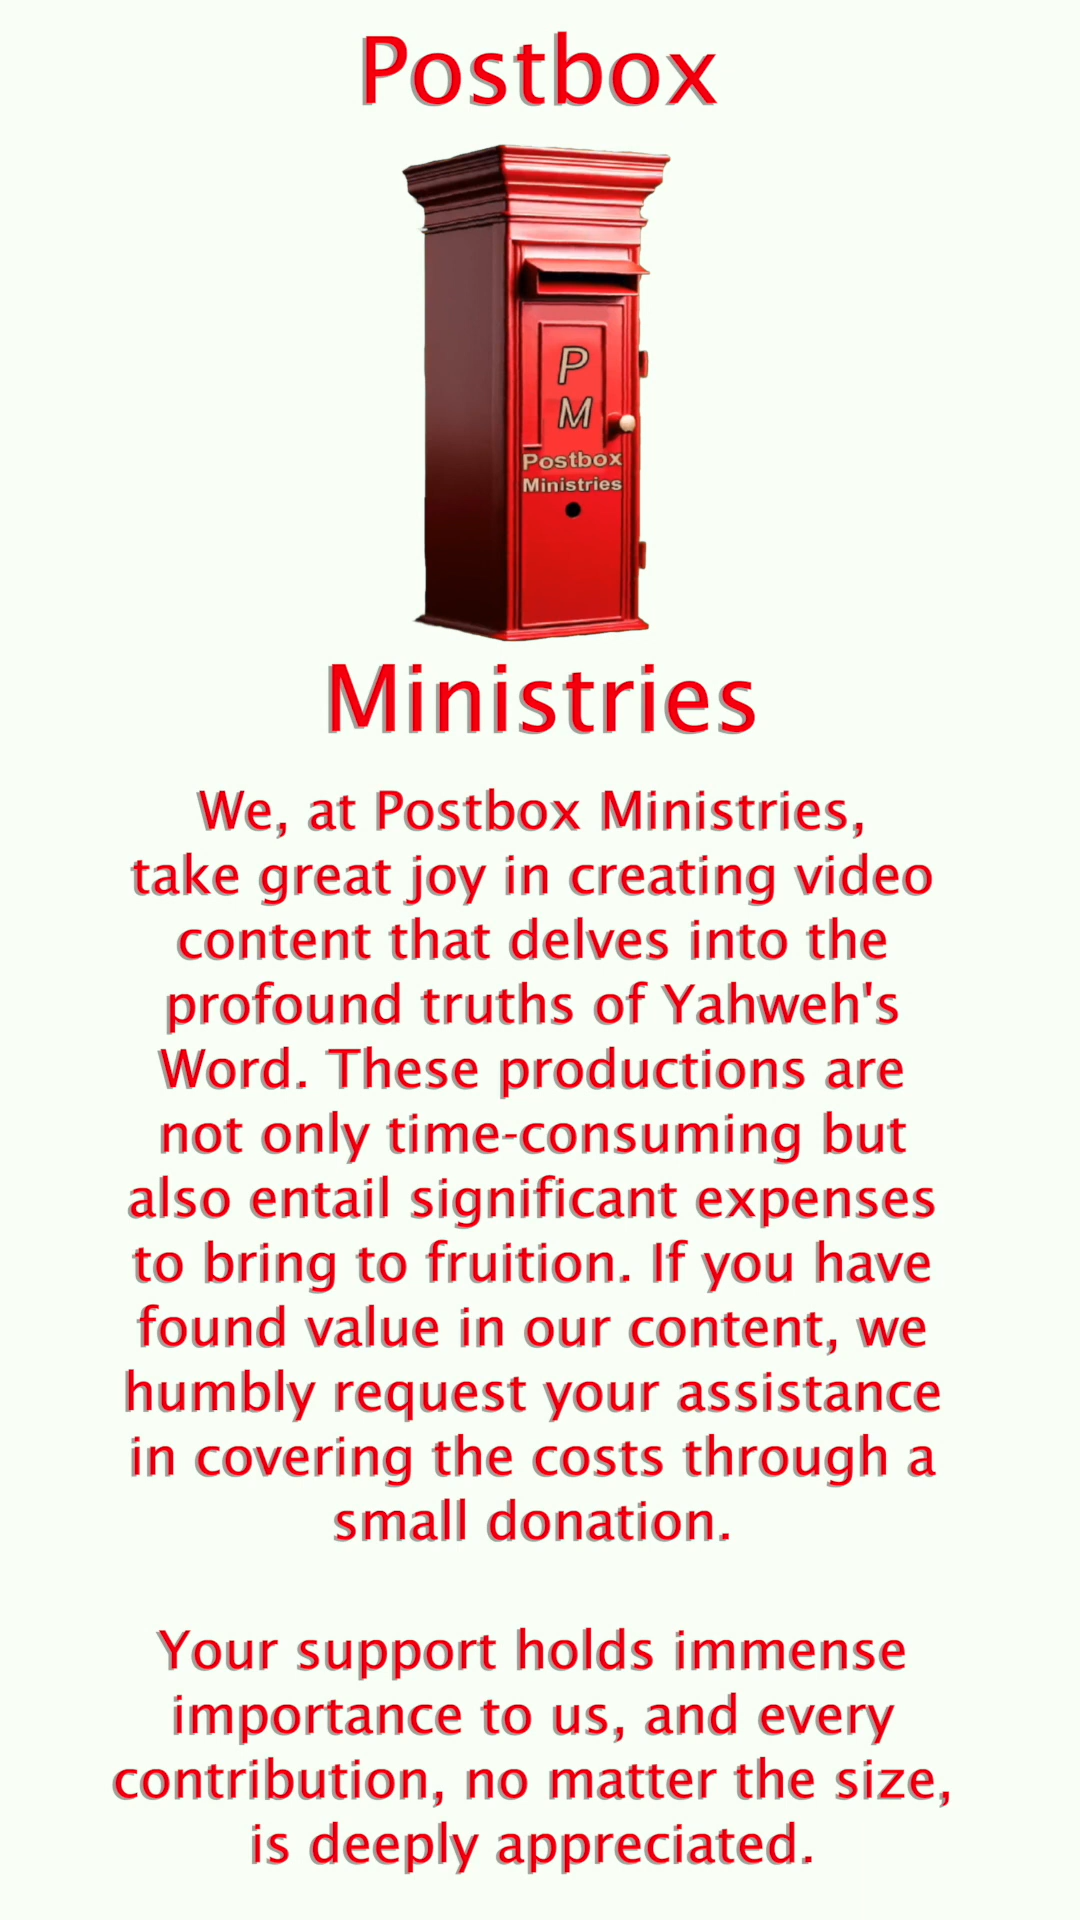 Postbox
P
M
Postbox
Ministries
Ministries
We, at Postbox Ministries,
take great joy in creating video
content that delves into the
profound truths of Yahweh's
Word. These productions are
not only time-consuming but
also entail significant expenses
to bring to fruition. If you have
found value in our content, we
humbly request your assistance
in covering the costs through a
small donation.
Your support holds immense
importance to us, and every
contribution, no matter the size,
is deeply appreciated.